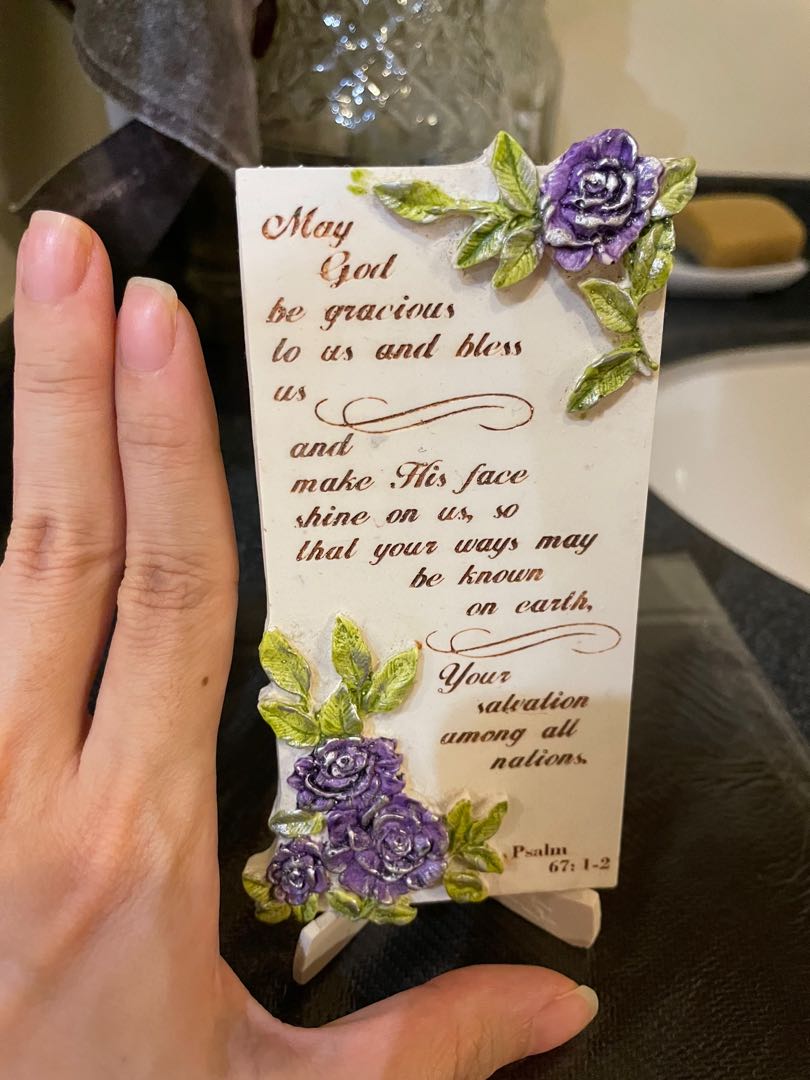 May
God
be gracious
to us and bless
us
and
make His face
shine on us, so
that your ways may
be known
on earth,
Your
salvation
among all
nations.
Psalm
67: 1-2